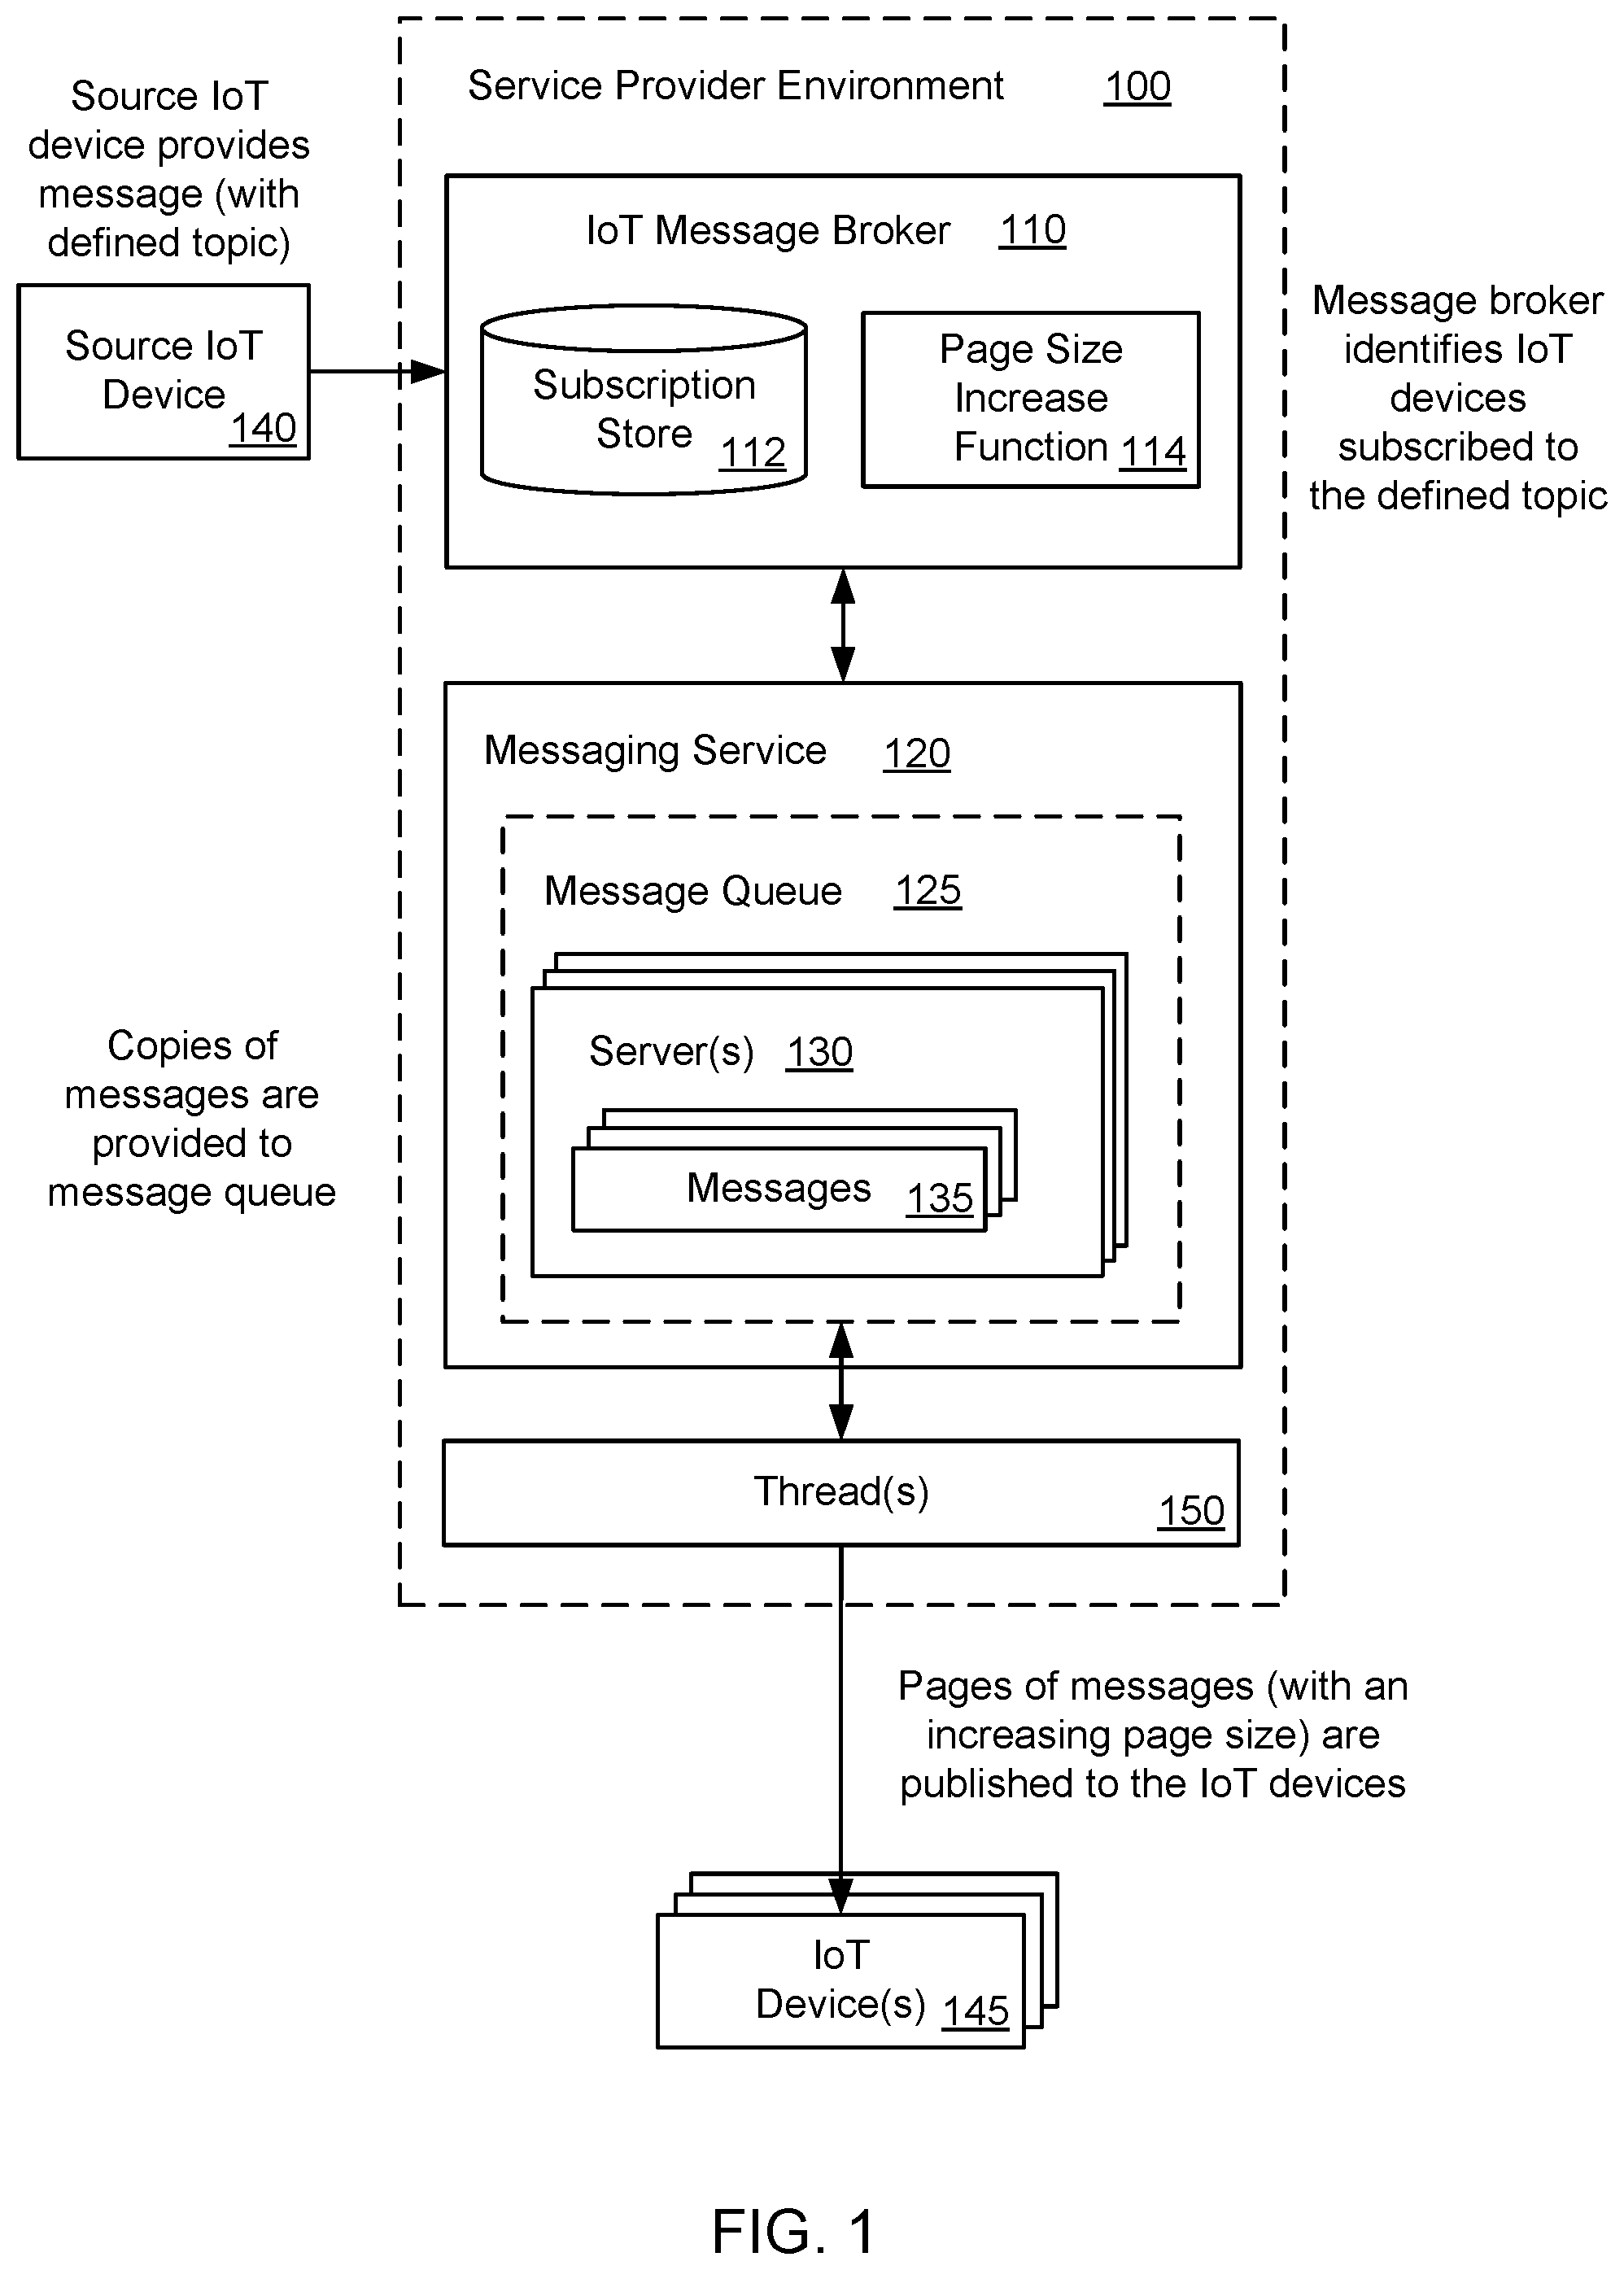 Service Provider Environment 100
Source IoT
device provides
message (with
defined topic)
Source IoT
Device 140
IoT Message Broker 110
Subscription
Store 112
Page Size
Increase
Function 114
Message broker
identifies IoT
devices
subscribed to
the defined topic
Messaging Service 120
Message Queue 125
Server(s) 130
Messages 135
Copies of
messages are
provided to
message queue
Thread(s) 150
Pages of messages (with an
increasing page size) are
published to the IoT devices
IoT
Device(s) 145
FIG. 1